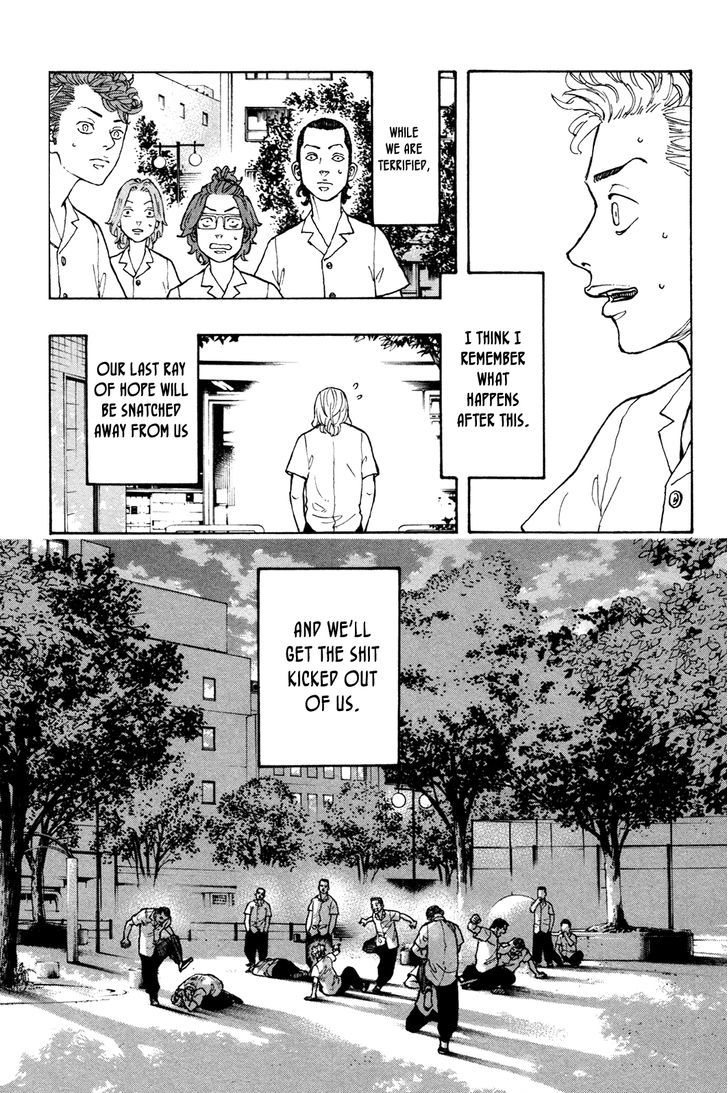 I THINK I
REMEMBER
WHAT
HAPPENS
AFTER THIS.
WHILE
WE ARE
TERRIFIED,
OUR LAST RAY
OF HOPE WILL
BE SNATCHED
AWAY FROM US
AND WE'LL
GET THE SHIT
KICKED OUT
OF US.